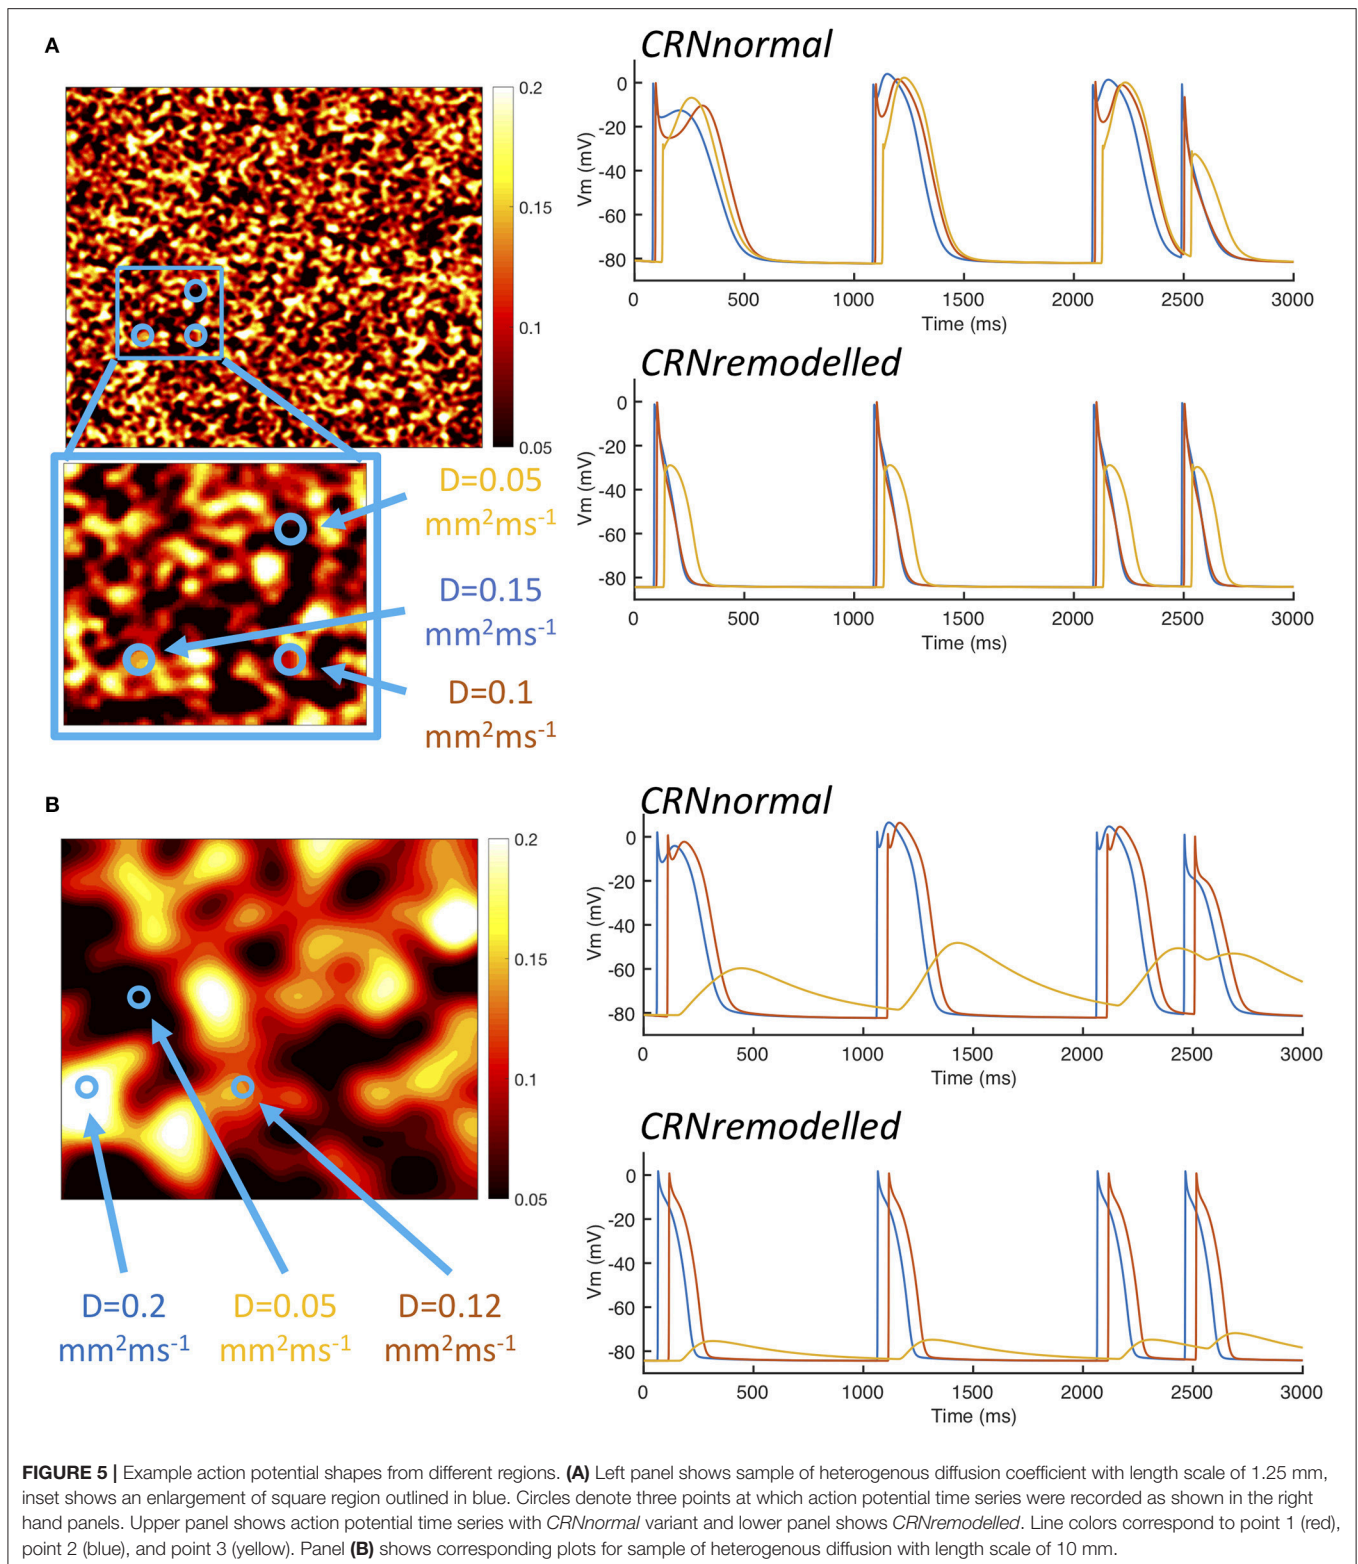 A
CRNnormal
0.2
0.15
0.1
0.05
0
-20
-40
-60
-80
Vm (mV)
0 500 1000 1500 2000 2500 3000
Time (ms)
CRNremodelled
0
-20
-40
-60
-80
Vm (mV)
0 500 1000 1500 2000 2500 3000
Time (ms)
D=0.05
mm²ms⁻¹
D=0.15
mm²ms⁻¹
D=0.1
mm²ms⁻¹
B
CRNnormal
0.2
0.15
0.1
0.05
0
-20
-40
-60
-80
Vm (mV)
0 500 1000 1500 2000 2500 3000
Time (ms)
CRNremodelled
0
-20
-40
-60
-80
Vm (mV)
0 500 1000 1500 2000 2500 3000
Time (ms)
D=0.2
mm²ms⁻¹
D=0.05
mm²ms⁻¹
D=0.12
mm²ms⁻¹
FIGURE 5 | Example action potential shapes from different regions. (A) Left panel shows sample of heterogenous diffusion coefficient with length scale of 1.25 mm,
inset shows an enlargement of square region outlined in blue. Circles denote three points at which action potential time series were recorded as shown in the right
hand panels. Upper panel shows action potential time series with CRNnormal variant and lower panel shows CRNremodelled. Line colors correspond to point 1 (red),
point 2 (blue), and point 3 (yellow). Panel (B) shows corresponding plots for sample of heterogenous diffusion with length scale of 10 mm.